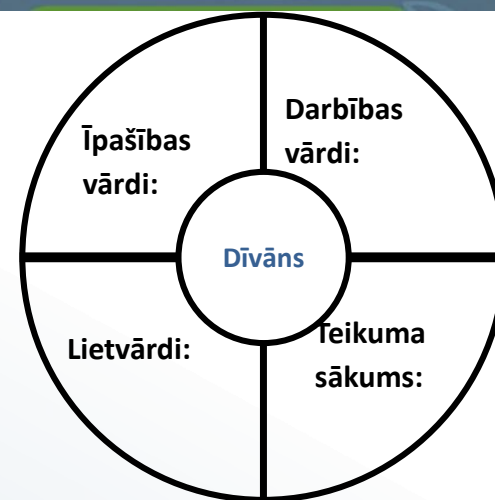 Īpašības
vārdi:
Darbības
vārdi:
Dīvāns
Lietvārdi:
Teikuma
sākums: